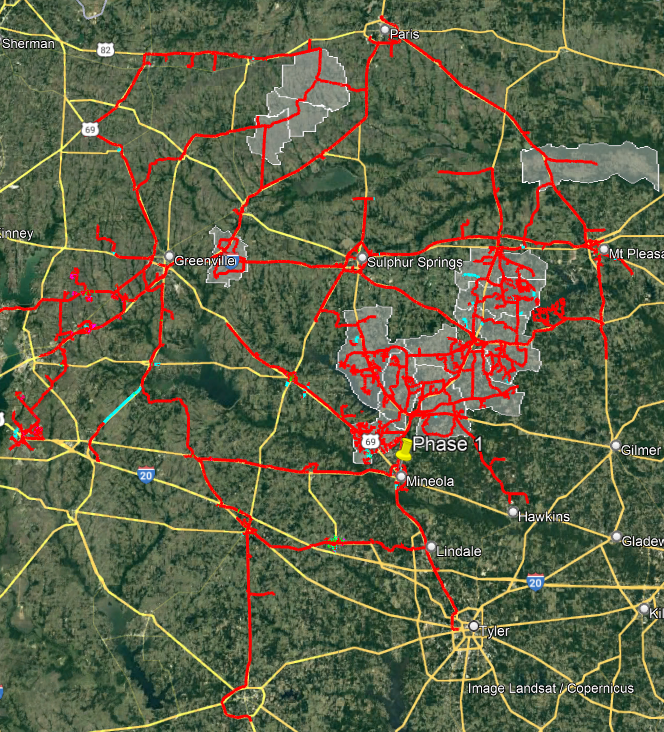 Sherman
82
Paris
69
inney
Greenville
Sulphur Springs
Mt Pleasa
69
Phase 1
Gilmer
20
Mineola
Hawkins
Gladew
Lindale
20
Kil
Tyler
Image Landsat / Copernicus